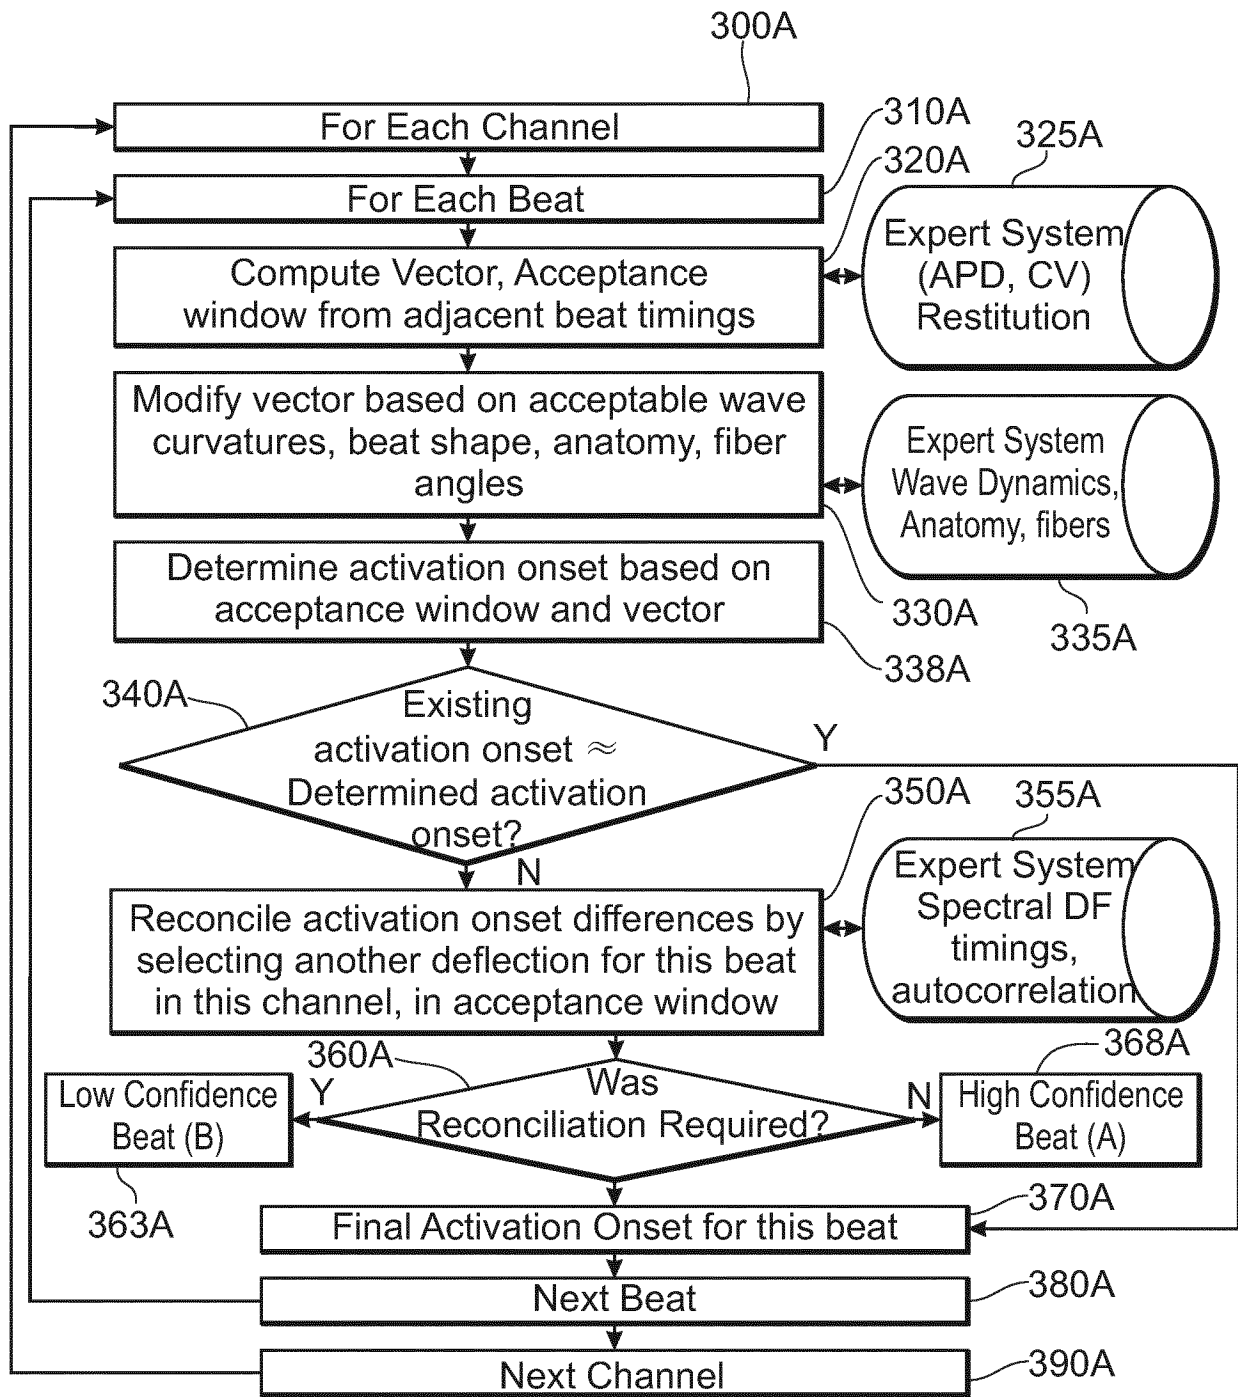 300A
For Each Channel
310A
For Each Beat
320A
325A
Compute Vector, Acceptance
window from adjacent beat timings
Expert System
(APD, CV)
Restitution
Modify vector based on acceptable wave
curvatures, beat shape, anatomy, fiber
angles
Expert System
Wave Dynamics,
Anatomy, fibers
330A
335A
Determine activation onset based on
acceptance window and vector
338A
340A
Existing
activation onset ≈
Determined activation
onset?
Y
N
350A
355A
Reconcile activation onset differences by
selecting another deflection for this beat
in this channel, in acceptance window
Expert System
Spectral DF
timings,
autocorrelation
360A
368A
Was
Reconciliation Required?
Y
N
Low Confidence
Beat (B)
High Confidence
Beat (A)
363A
370A
Final Activation Onset for this beat
380A
Next Beat
390A
Next Channel